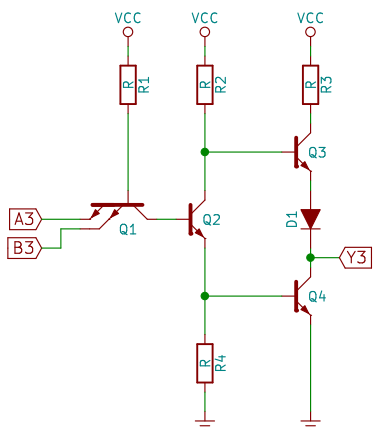 VCC VCC VCC
R R1 R R2 R R3
Q3
A3 Q1 Q2 D1
B3 Y3
Q4
R R4